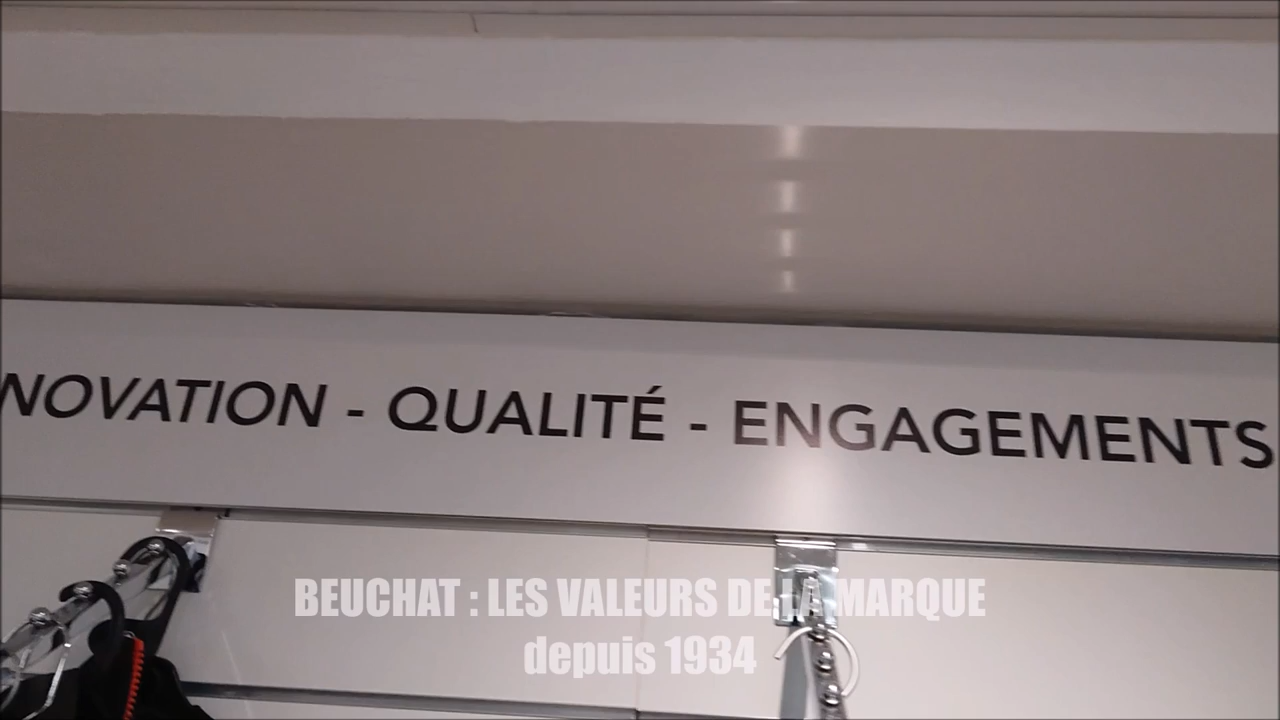 NOVATION - QUALITÉ - ENGAGEMENTS
BEUCHAT : LES VALEURS DE LA MARQUE
depuis 1934